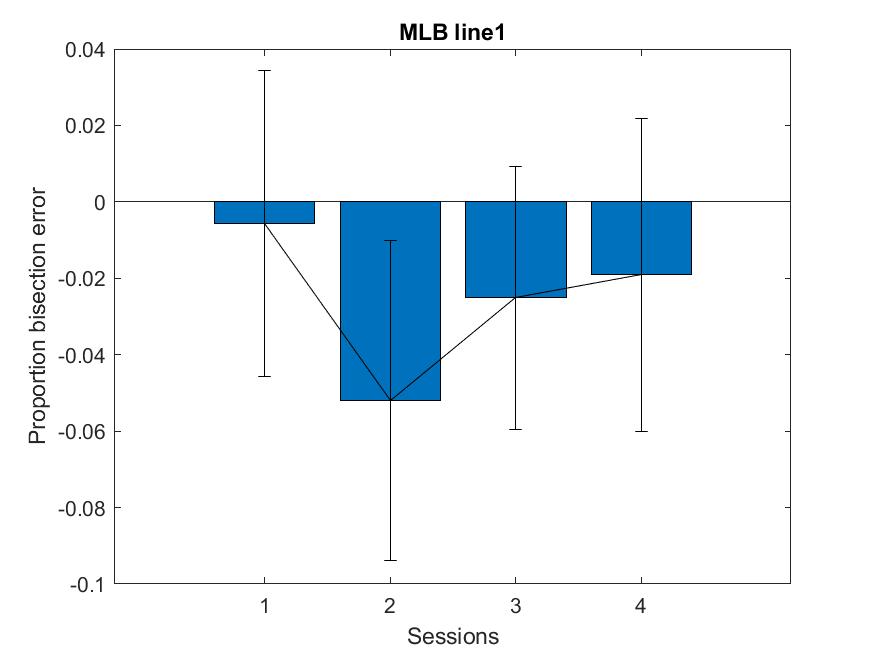 MLB line1
0.04
0.02
0
-0.02
-0.04
-0.06
-0.08
-0.1
Proportion bisection error
1 2 3 4
Sessions